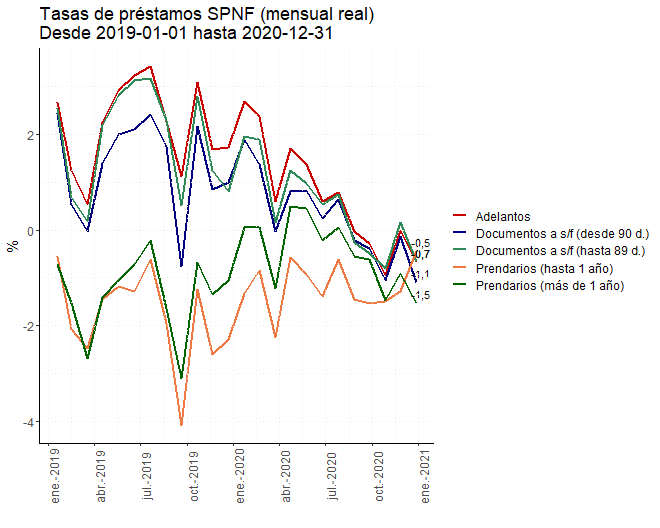 Tasas de préstamos SPNF (mensual real)
Desde 2019-01-01 hasta 2020-12-31
%
2
0
-2
-4
ene.-2019
abr.-2019
jul.-2019
oct.-2019
ene.-2020
abr.-2020
jul.-2020
oct.-2020
ene.-2021
-0,5
-0,7
-1,1
-1,5
Adelantos
Documentos a s/f (desde 90 d.)
Documentos a s/f (hasta 89 d.)
Prendarios (hasta 1 año)
Prendarios (más de 1 año)